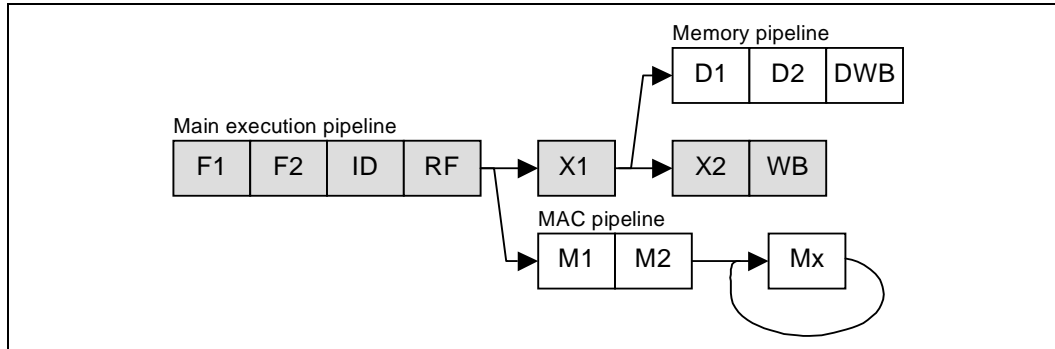 Memory pipeline
D1 D2 DWB
Main execution pipeline
F1 F2 ID RF X1 X2 WB
MAC pipeline
M1 M2 Mx